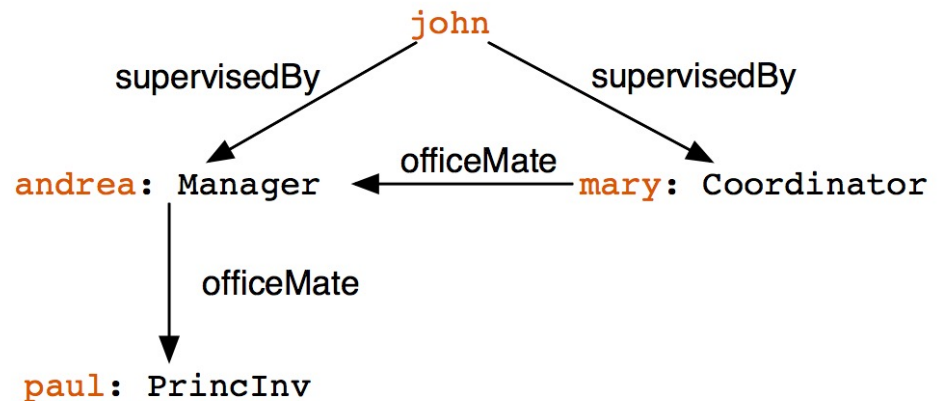 john
supervisedBy
supervisedBy
officeMate
andrea: Manager
mary: Coordinator
officeMate
paul: PrincInv